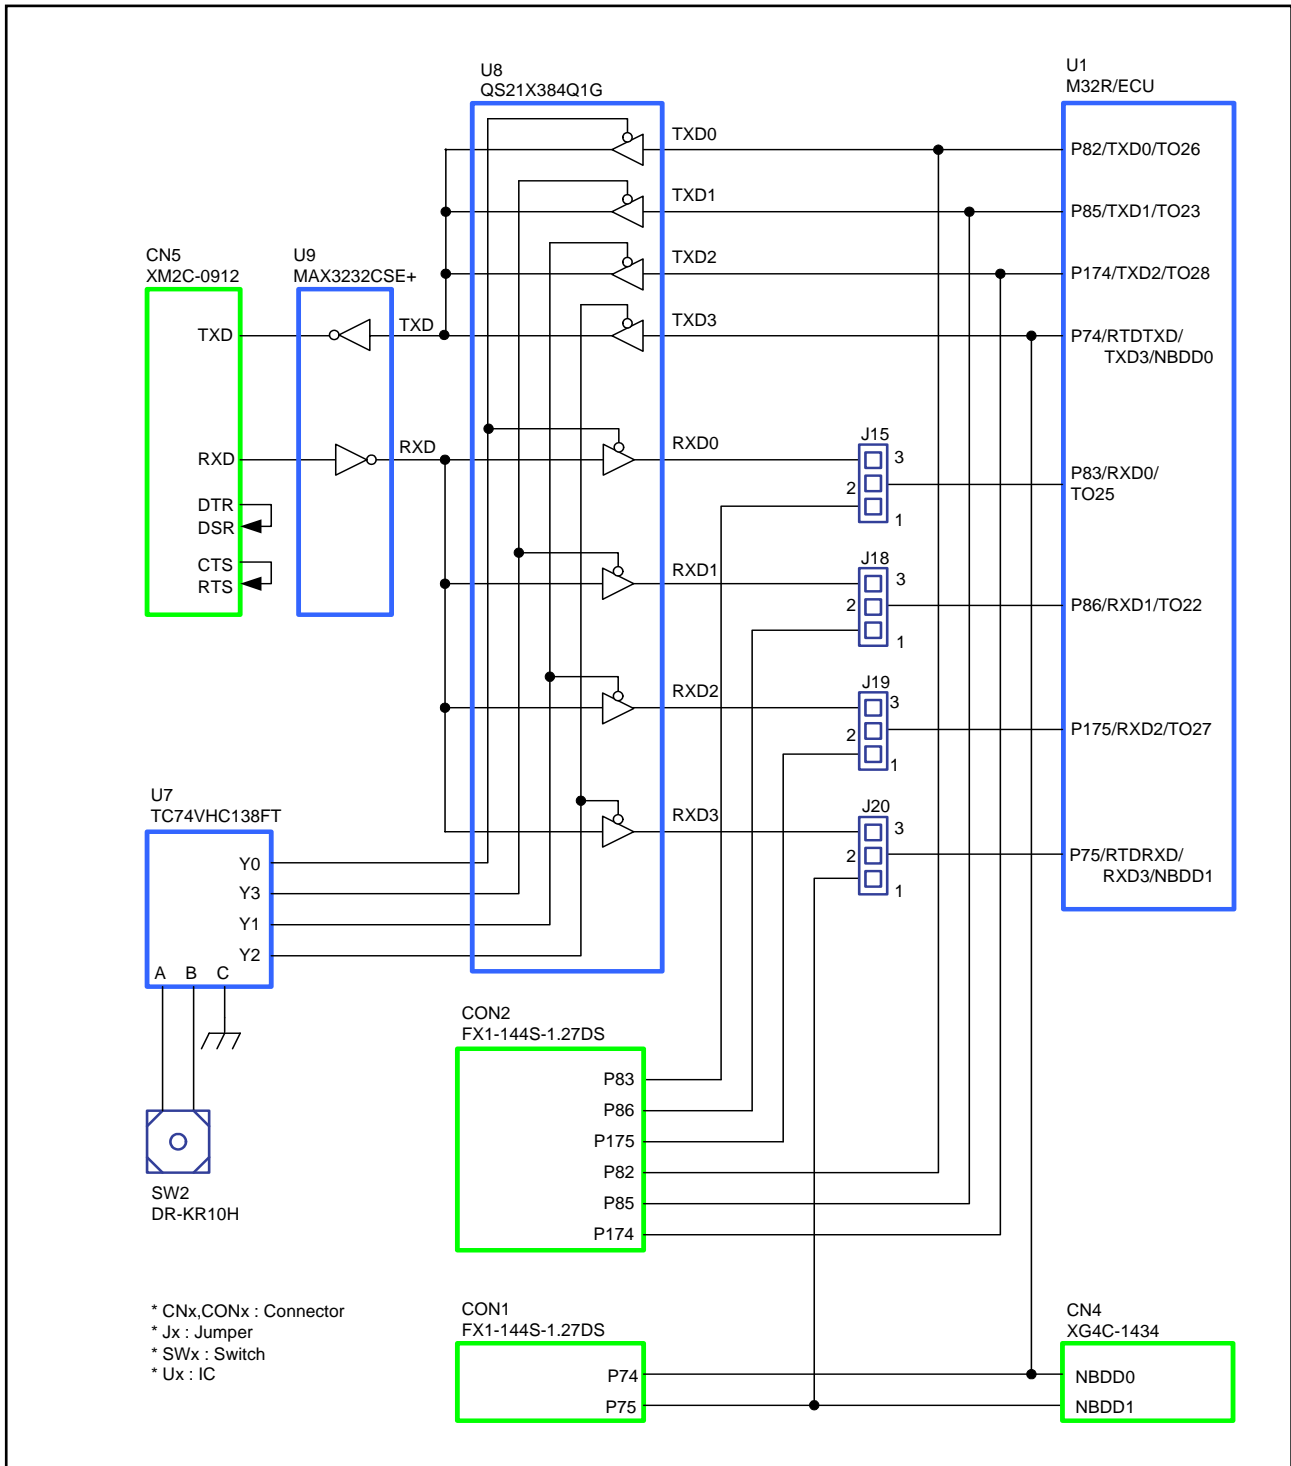 U8
QS21X384Q1G
U1
M32R/ECU
TXD0
P82/TXD0/TO26
TXD1
P85/TXD1/TO23
CN5
XM2C-0912
U9
MAX3232CSE+
TXD2
P174/TXD2/TO28
TXD
TXD
TXD3
P74/RTDTXD/
TXD3/NBDD0
RXD
RXD
RXD0
J15
3
2
1
P83/RXD0/
TO25
DTR
DSR
CTS
RTS
RXD1
J18
3
2
1
P86/RXD1/TO22
RXD2
J19
3
2
1
P175/RXD2/TO27
U7
TC74VHC138FT
RXD3
J20
3
2
1
P75/RTDRXD/
RXD3/NBDD1
Y0
Y3
Y1
Y2
A B C
CON2
FX1-144S-1.27DS
P83
P86
P175
P82
P85
P174
SW2
DR-KR10H
* CNx,CONx : Connector
* Jx : Jumper
* SWx : Switch
* Ux : IC
CON1
FX1-144S-1.27DS
P74
P75
CN4
XG4C-1434
NBDD0
NBDD1